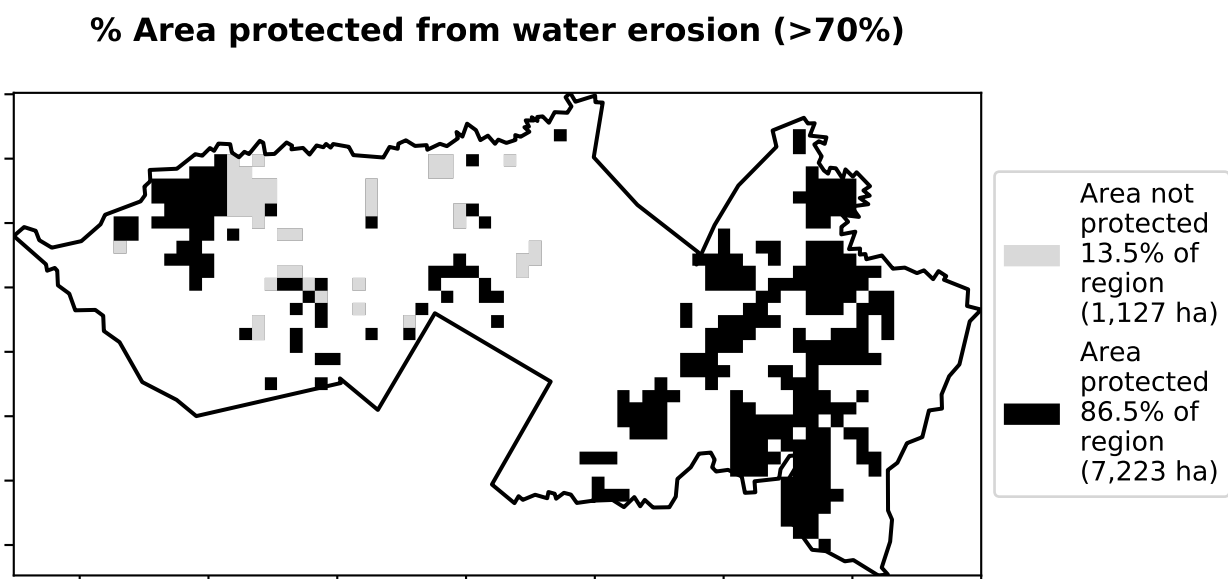 % Area protected from water erosion (>70%)
Area not
protected
13.5% of
region
(1,127 ha)
Area
protected
86.5% of
region
(7,223 ha)